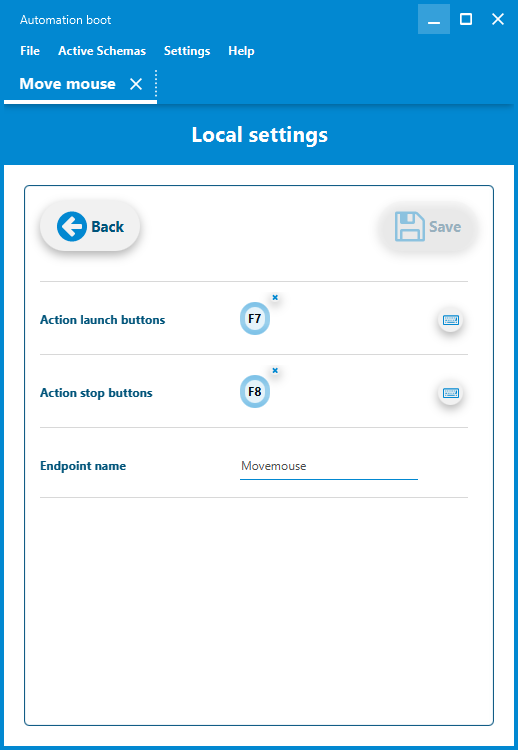 Automation boot
File Active Schemas Settings Help
Move mouse
Local settings
Back Save
Action launch buttons F7
Action stop buttons F8
Endpoint name Movemouse